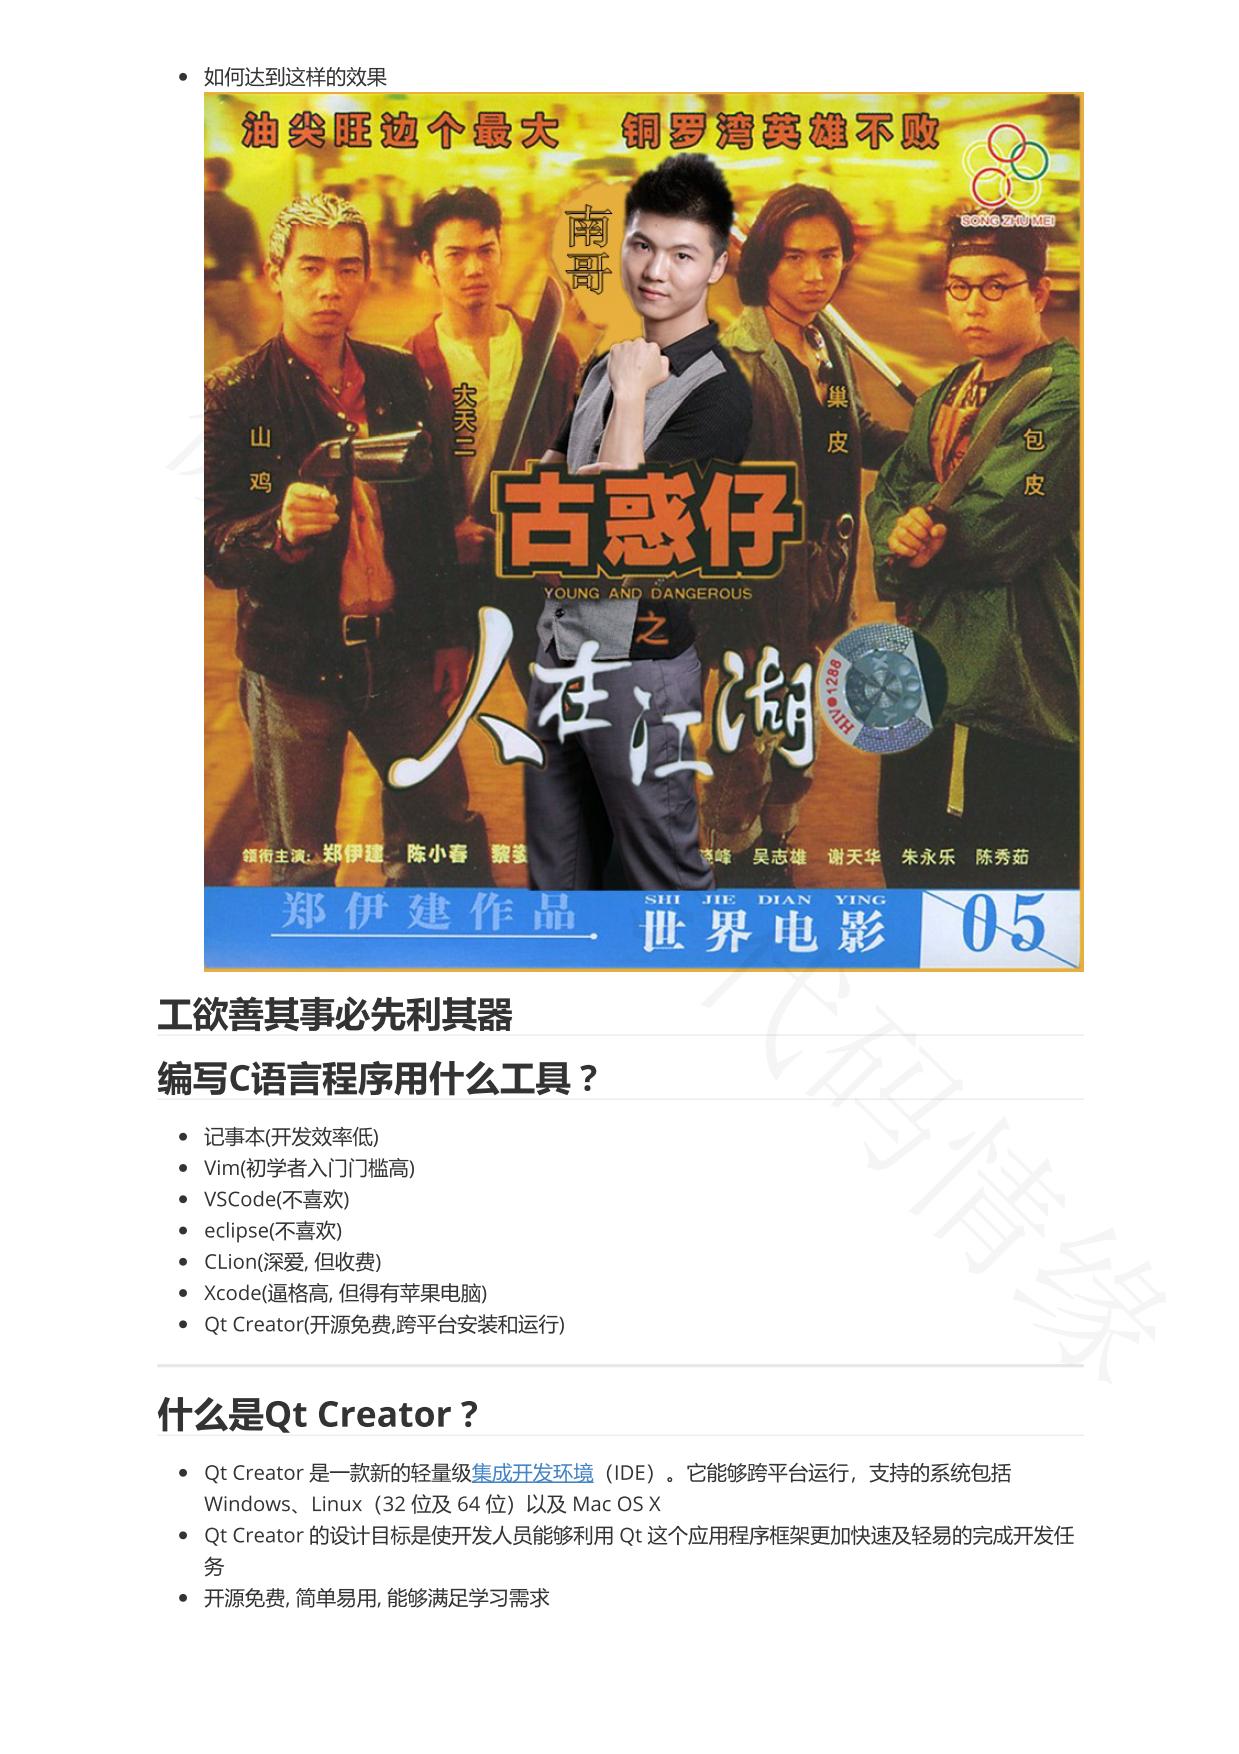 如何达到这样的效果
油尖旺边个最大 铜罗湾英雄不败
SONG ZHU MEI
南哥
大天二
巢皮
山鸡
包皮
古惑仔
YOUNG AND DANGEROUS
之
人在江湖
HIV●1288
领衔主演: 郑伊建 陈小春 黎姿 晓峰 吴志雄 谢天华 朱永乐 陈秀茹
郑伊建作品
SHI JIE DIAN YING
世界电影
05
工欲善其事必先利其器
编写C语言程序用什么工具？
记事本(开发效率低)
Vim(初学者入门门槛高)
VSCode(不喜欢)
eclipse(不喜欢)
CLion(深爱, 但收费)
Xcode(逼格高, 但得有苹果电脑)
Qt Creator(开源免费,跨平台安装和运行)
什么是Qt Creator？
Qt Creator 是一款新的轻量级集成开发环境（IDE）。它能够跨平台运行，支持的系统包括
Windows、Linux（32 位及 64 位）以及 Mac OS X
Qt Creator 的设计目标是使开发人员能够利用 Qt 这个应用程序框架更加快速及轻易的完成开发任
务
开源免费, 简单易用, 能够满足学习需求
代码情缘